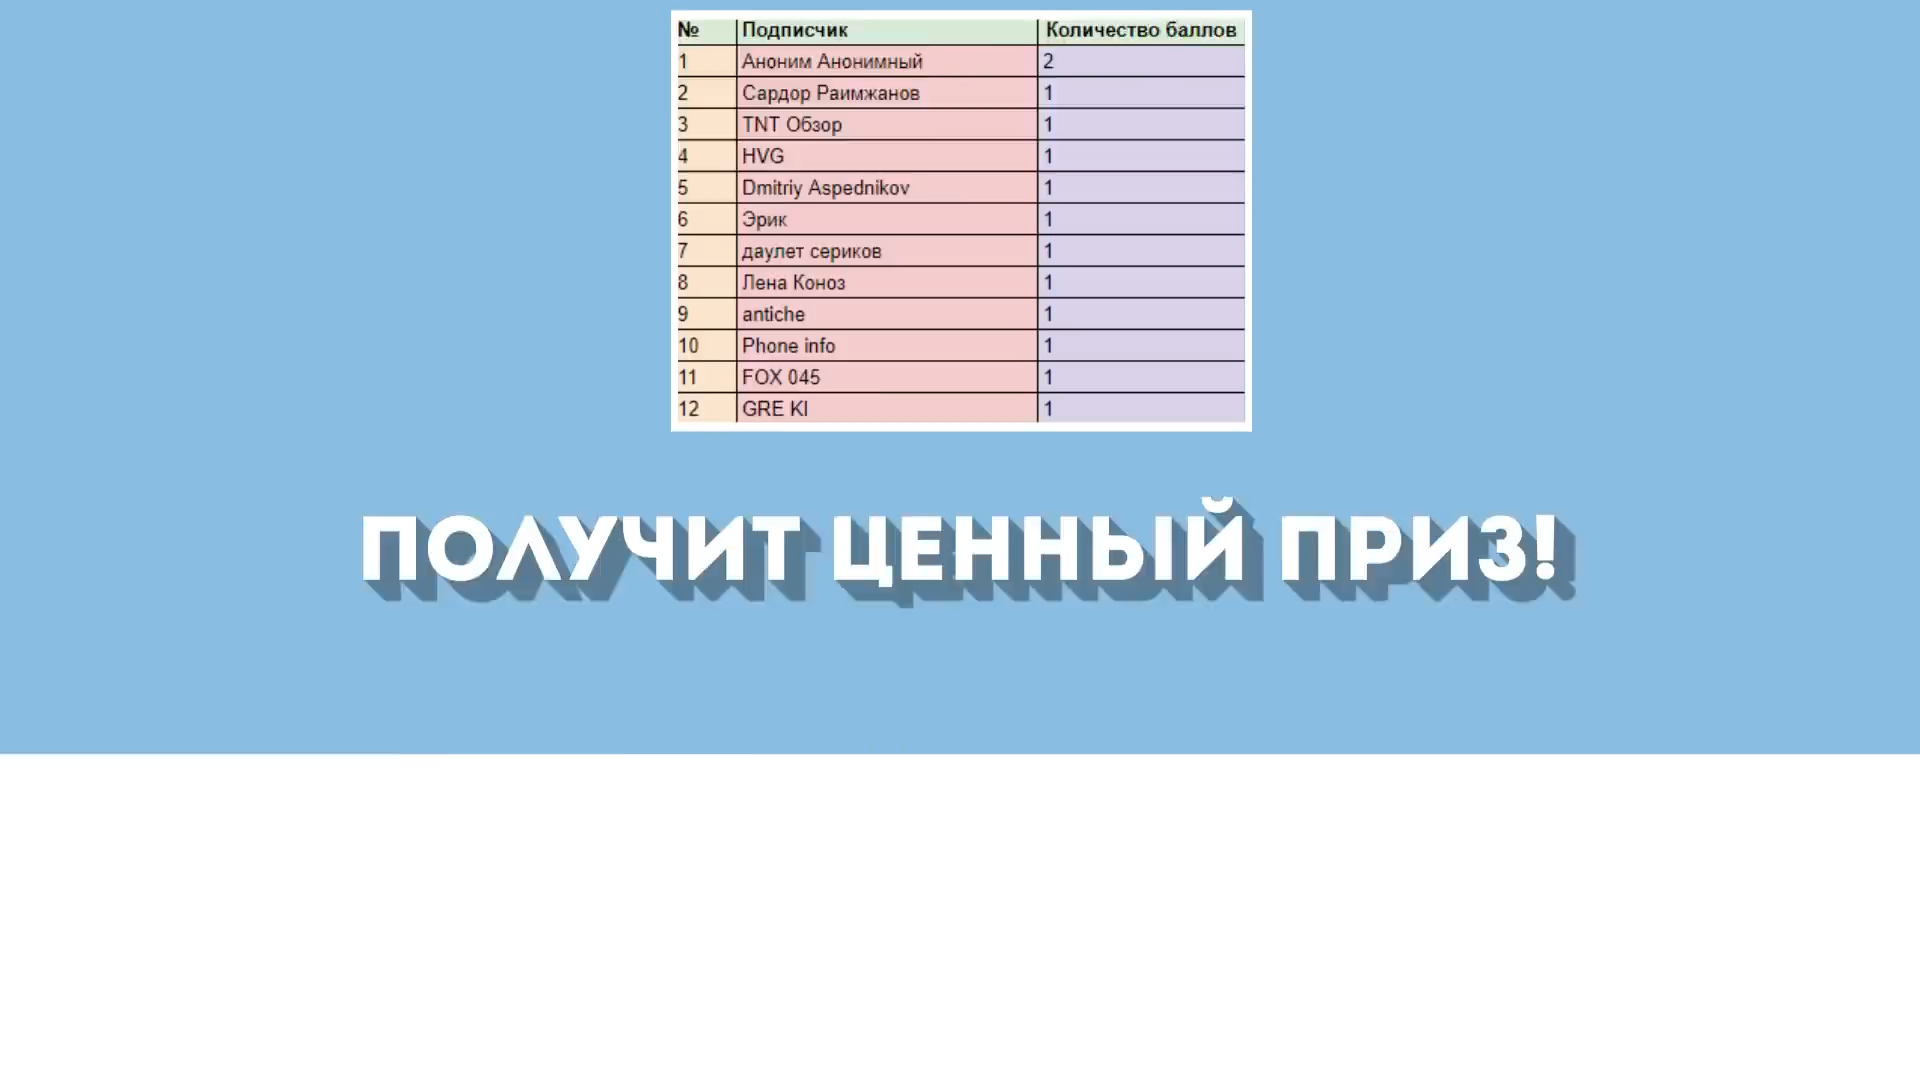 № Подписчик Количество баллов
1 Аноним Анонимный 2
2 Сардор Раимжанов 1
3 TNT Обзор 1
4 HVG 1
5 Dmitriy Aspednikov 1
6 Эрик 1
7 даулет сериков 1
8 Лена Коноз 1
9 antiche 1
10 Phone info 1
11 FOX 045 1
12 GRE KI 1
ПОЛУЧИТ ЦЕННЫЙ ПРИЗ!